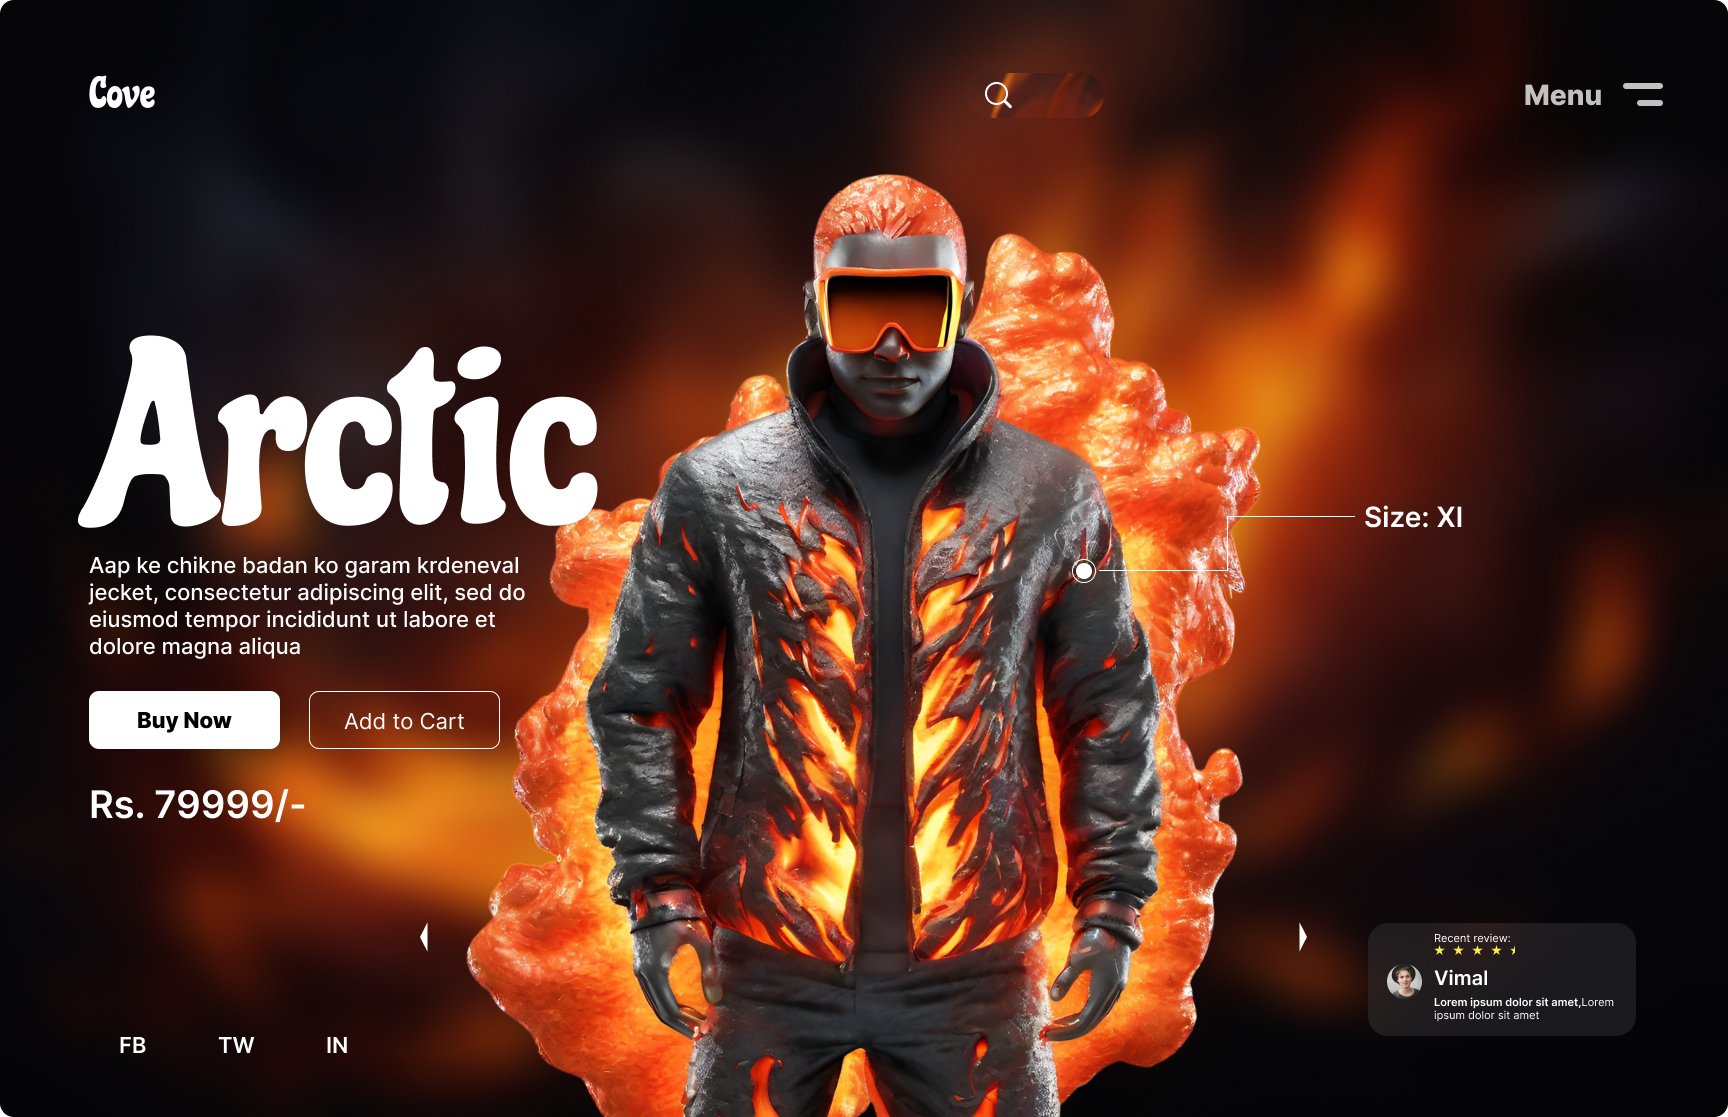 Cove
Menu
Arctic
Aap ke chikne badan ko garam krdeneval
jecket, consectetur adipiscing elit, sed do
eiusmod tempor incididunt ut labore et
dolore magna aliqua
Size: Xl
Buy Now
Add to Cart
Rs. 79999/-
Recent review:
Vimal
Lorem ipsum dolor sit amet,Lorem
ipsum dolor sit amet
FB
TW
IN